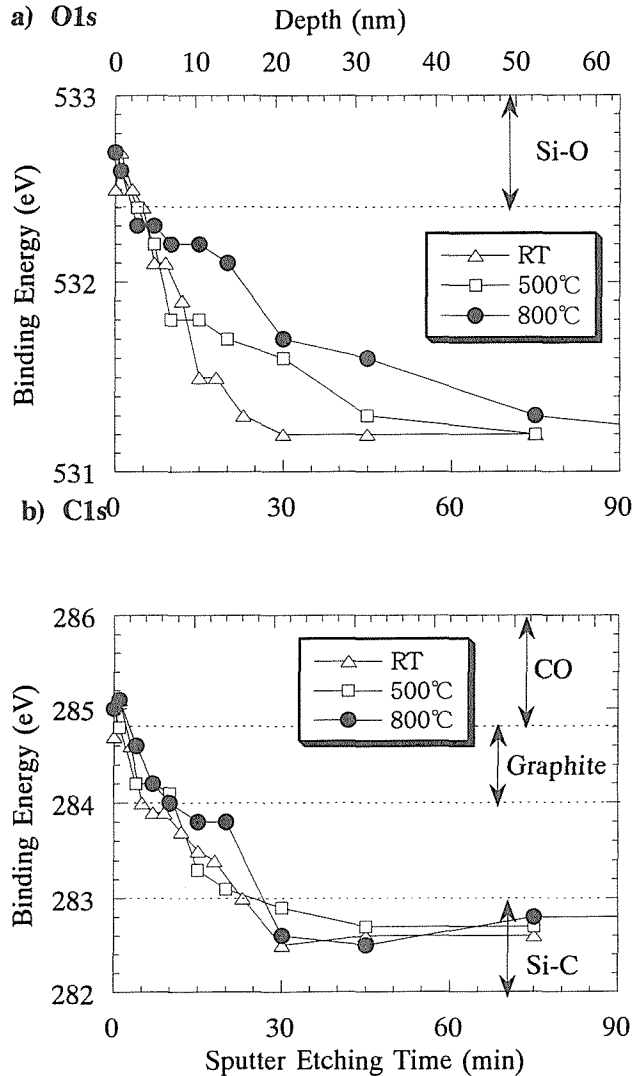 a) O1s
Depth (nm)
0 10 20 30 40 50 60
533
532
531
Binding Energy (eV)
Si-O
RT
500℃
800℃
0 30 60 90
b) C1s
286
285
284
283
282
Binding Energy (eV)
RT
500℃
800℃
CO
Graphite
Si-C
0 30 60 90
Sputter Etching Time (min)